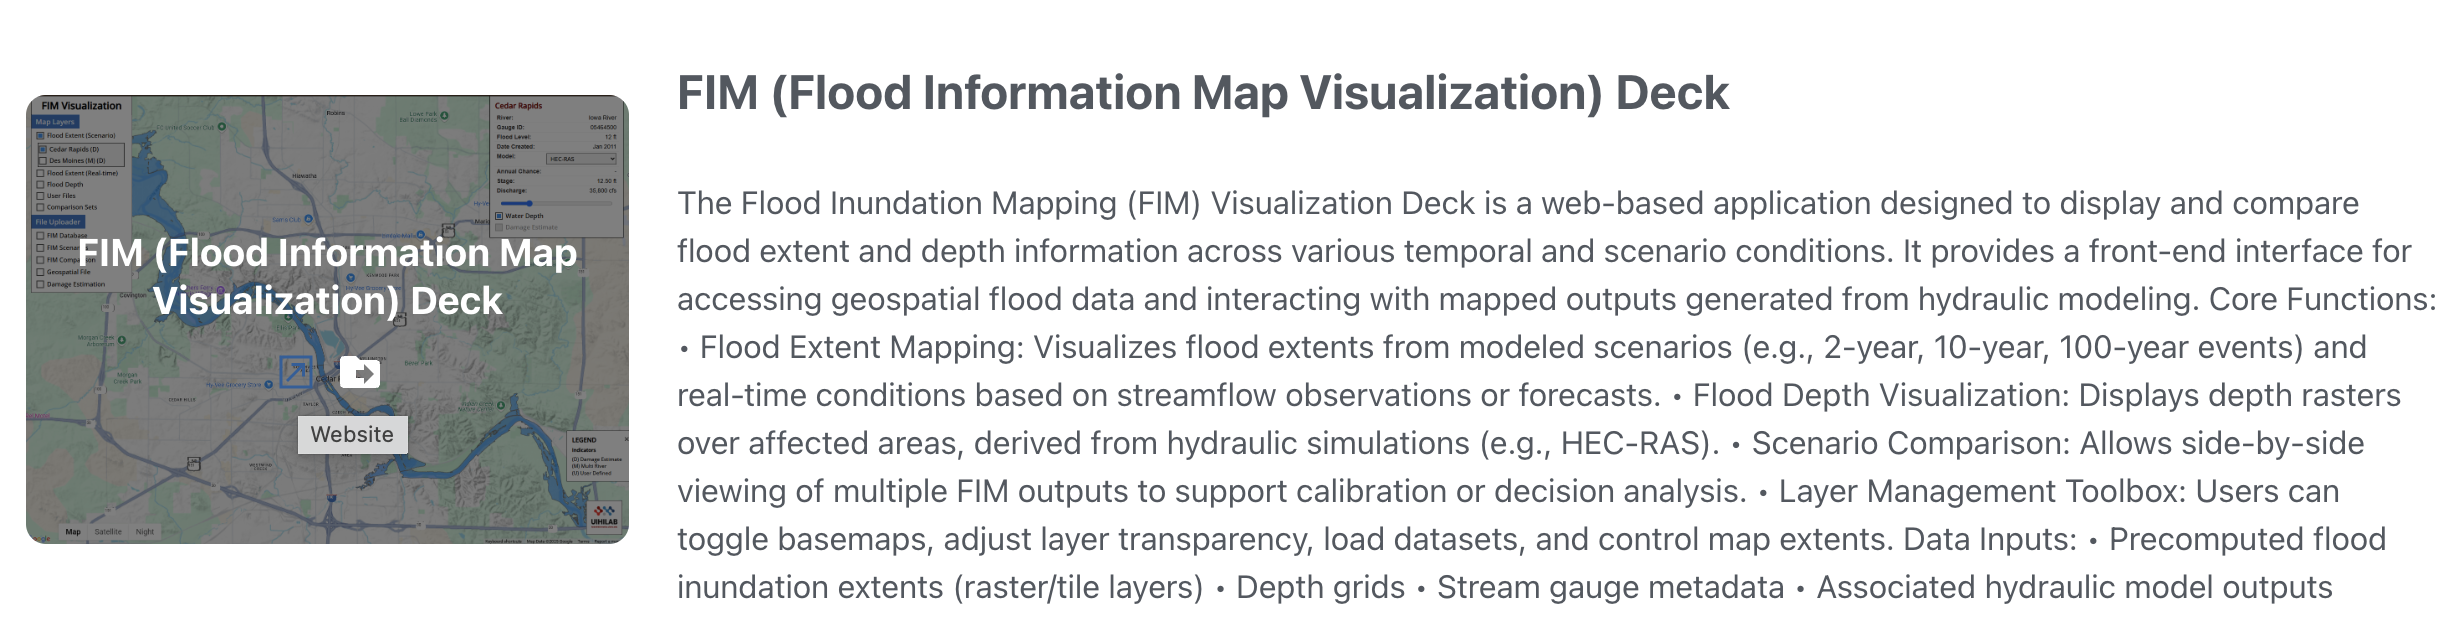 FIM (Flood Information Map Visualization) Deck
The Flood Inundation Mapping (FIM) Visualization Deck is a web-based application designed to display and compare
flood extent and depth information across various temporal and scenario conditions. It provides a front-end interface for
accessing geospatial flood data and interacting with mapped outputs generated from hydraulic modeling. Core Functions:
• Flood Extent Mapping: Visualizes flood extents from modeled scenarios (e.g., 2-year, 10-year, 100-year events) and
real-time conditions based on streamflow observations or forecasts. • Flood Depth Visualization: Displays depth rasters
over affected areas, derived from hydraulic simulations (e.g., HEC-RAS). • Scenario Comparison: Allows side-by-side
viewing of multiple FIM outputs to support calibration or decision analysis. • Layer Management Toolbox: Users can
toggle basemaps, adjust layer transparency, load datasets, and control map extents. Data Inputs: • Precomputed flood
inundation extents (raster/tile layers) • Depth grids • Stream gauge metadata • Associated hydraulic model outputs
FIM Visualization
Map Layers
Flood Extent (Scenario)
Cedar Rapids (D)
Des Moines (M) (D)
Flood Extent (Real-time)
Flood Depth
User Files
Comparison Sets
File Uploader
FIM Database
FIM
FIM
Geospatial File
Damage Estimation
Cedar Rapids
River: Iowa River
Gauge ID: 05464500
Flood Level: 12 ft
Date Created: Jan 2011
Model: HEC-RAS
Annual Chance: -
Stage:
Discharge:
Water Depth
Damage Estimate
Robins
Hiawatha
FIM (Flood Information Map
Visualization) Deck
Website
LEGEND
Indicators
(D) Damage Estimate
(M) Multi River
(U) User Defined
UIHILAB
Map Satellite Night